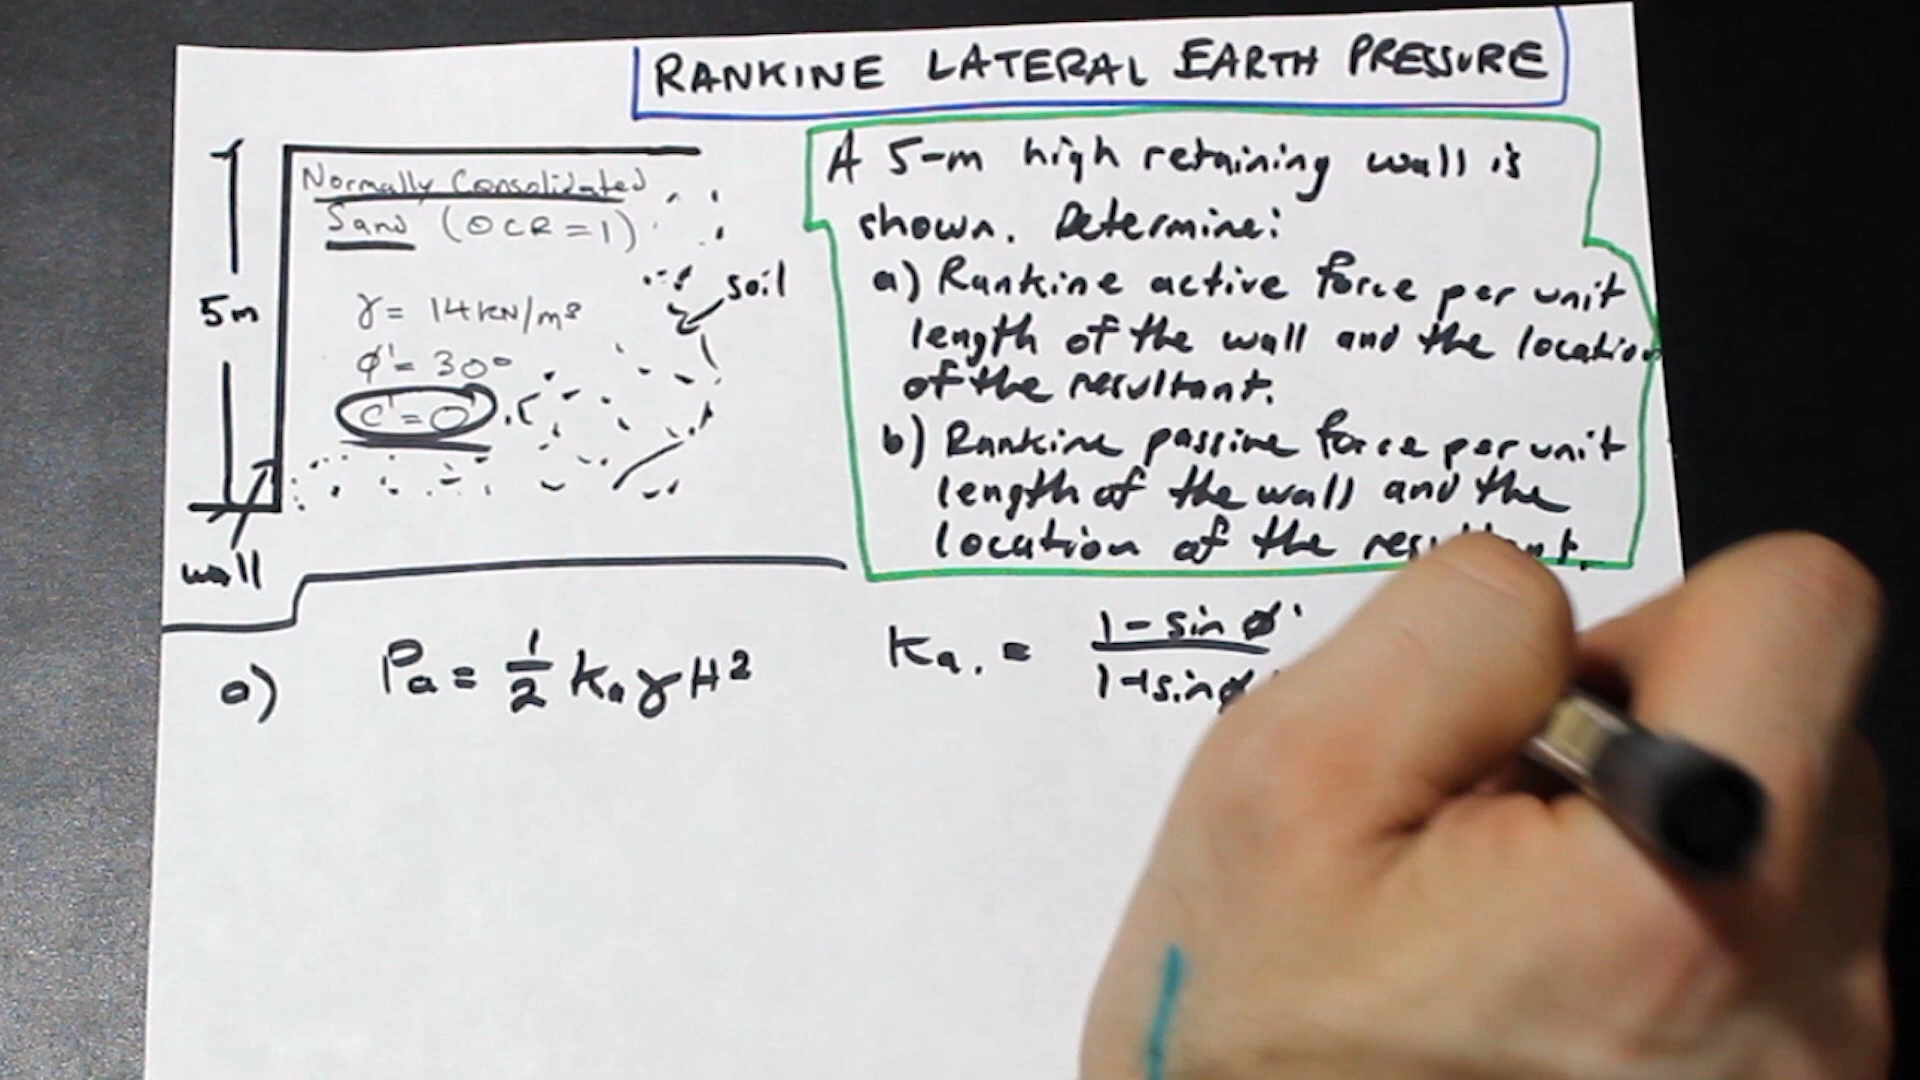 RANKINE LATERAL EARTH PRESSURE
Normally Consolidated
Sand (OCR=1)
γ = 14 kN/m³
ϕ' = 30°
c' = 0
5m
soil
wall
A 5-m high retaining wall is
shown. Determine:
a) Rankine active force per unit
length of the wall and the location
of the resultant.
b) Rankine passive force per unit
length of the wall and the
location of the
a) Pa = 1/2 Ka γ H²
Ka = 1 - sin ϕ' / 1 + sin ϕ